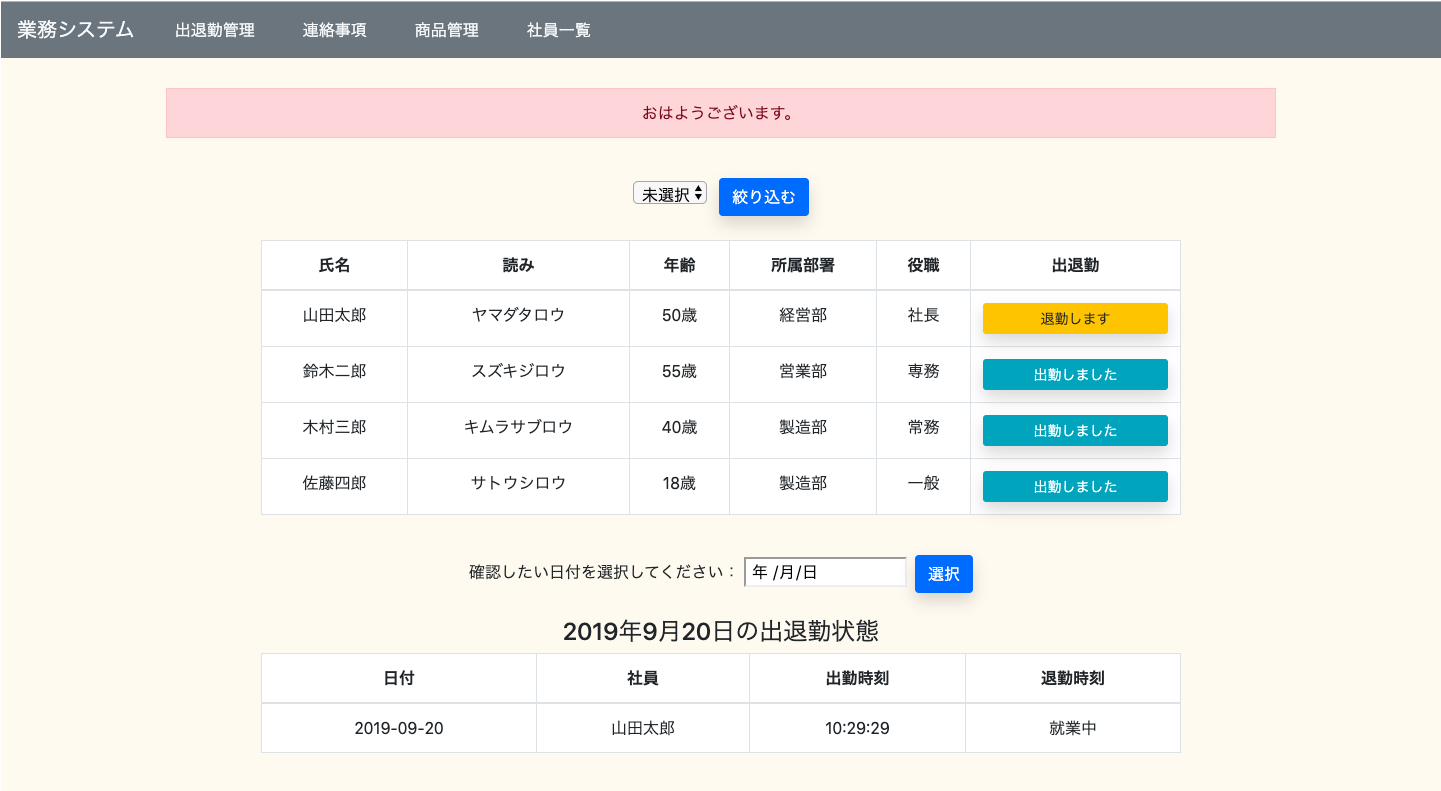 業務システム 出退勤管理 連絡事項 商品管理 社員一覧
おはようございます。
未選択 絞り込む
氏名 読み 年齢 所属部署 役職 出退勤
山田太郎 ヤマダタロウ 50歳 経営部 社長 退勤します
鈴木二郎 スズキジロウ 55歳 営業部 専務 出勤しました
木村三郎 キムラサブロウ 40歳 製造部 常務 出勤しました
佐藤四郎 サトウシロウ 18歳 製造部 一般 出勤しました
確認したい日付を選択してください： 年 /月/日 選択
2019年9月20日の出退勤状態
日付 社員 出勤時刻 退勤時刻
2019-09-20 山田太郎 10:29:29 就業中